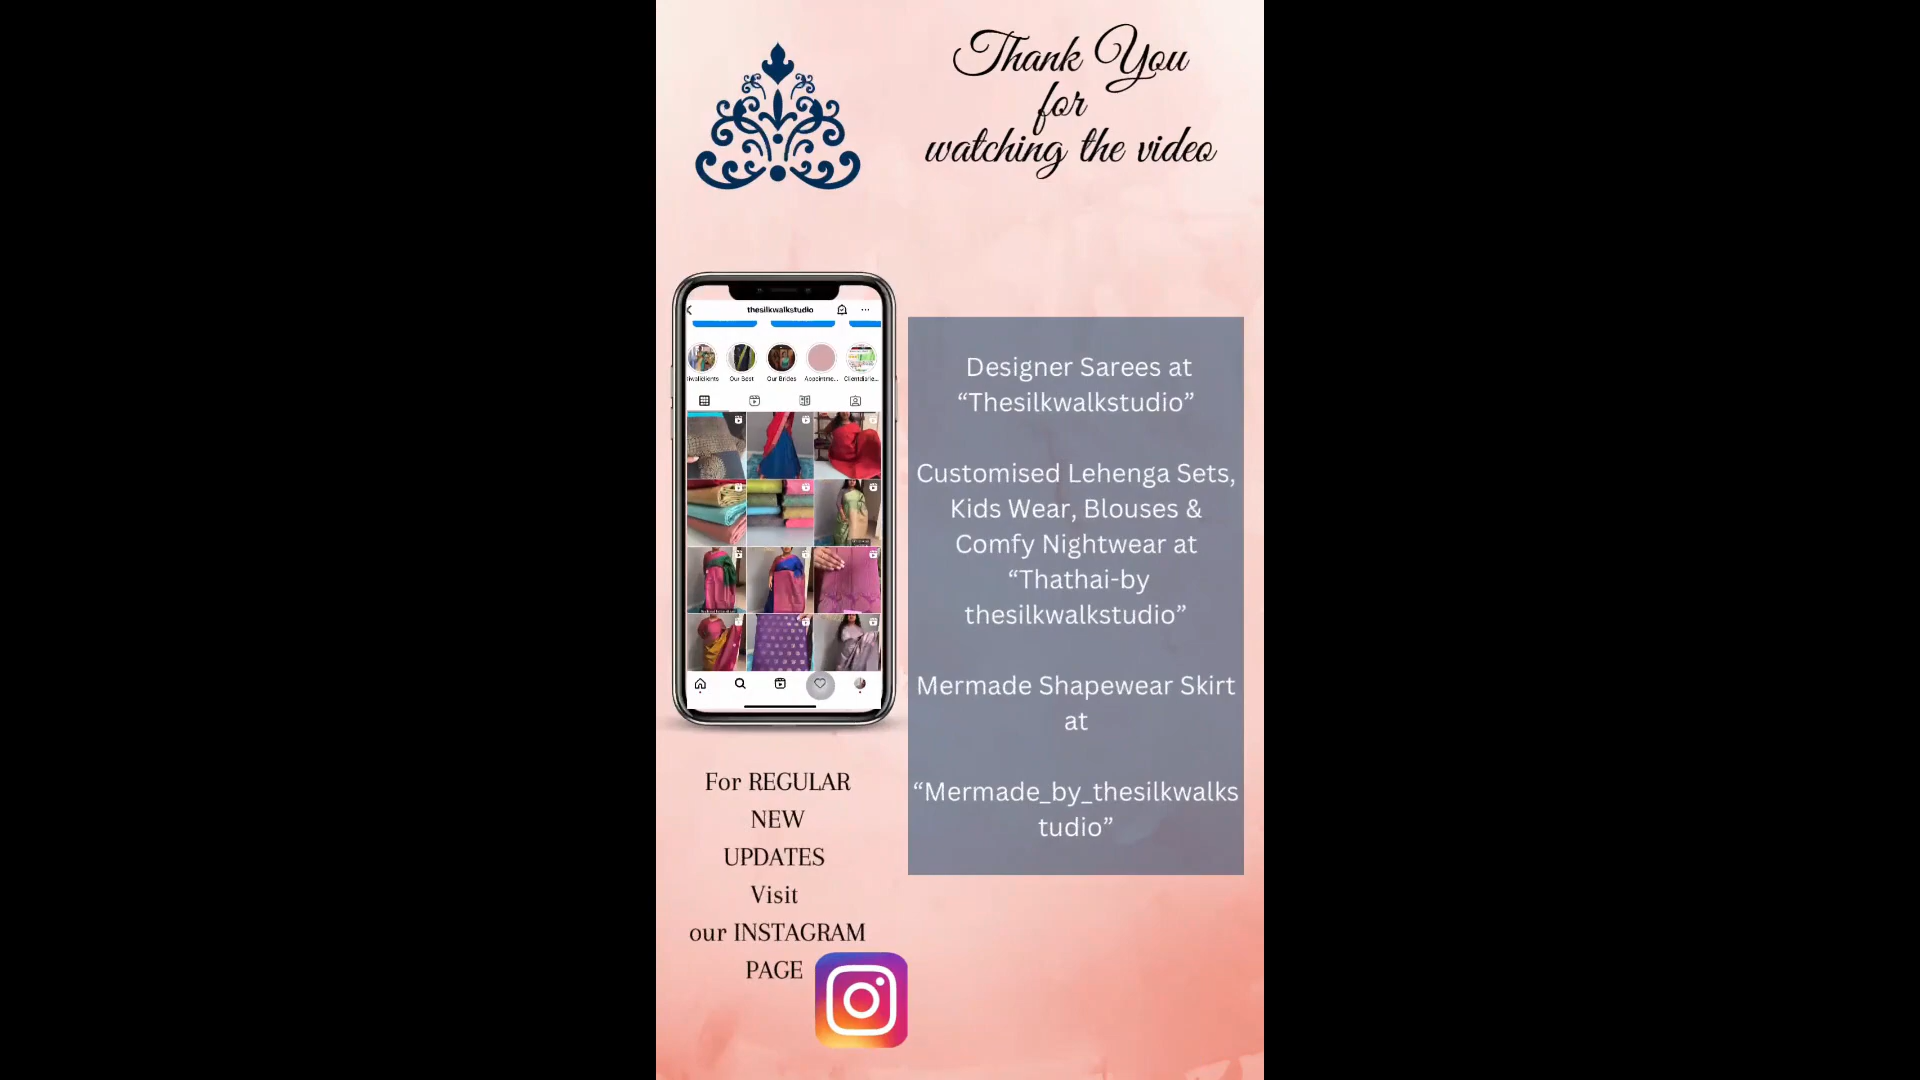 Thank You
for
watching the video
thesilkwalkstudio
Our Best
Our Brides
Appointme...
Designer Sarees at
“Thesilkwalkstudio”
Customised Lehenga Sets,
Kids Wear, Blouses &
Comfy Nightwear at
“Thathai-by
thesilkwalkstudio”
Mermade Shapewear Skirt
at
“Mermade_by_thesilkwalks
tudio”
For REGULAR
NEW
UPDATES
Visit
our INSTAGRAM
PAGE